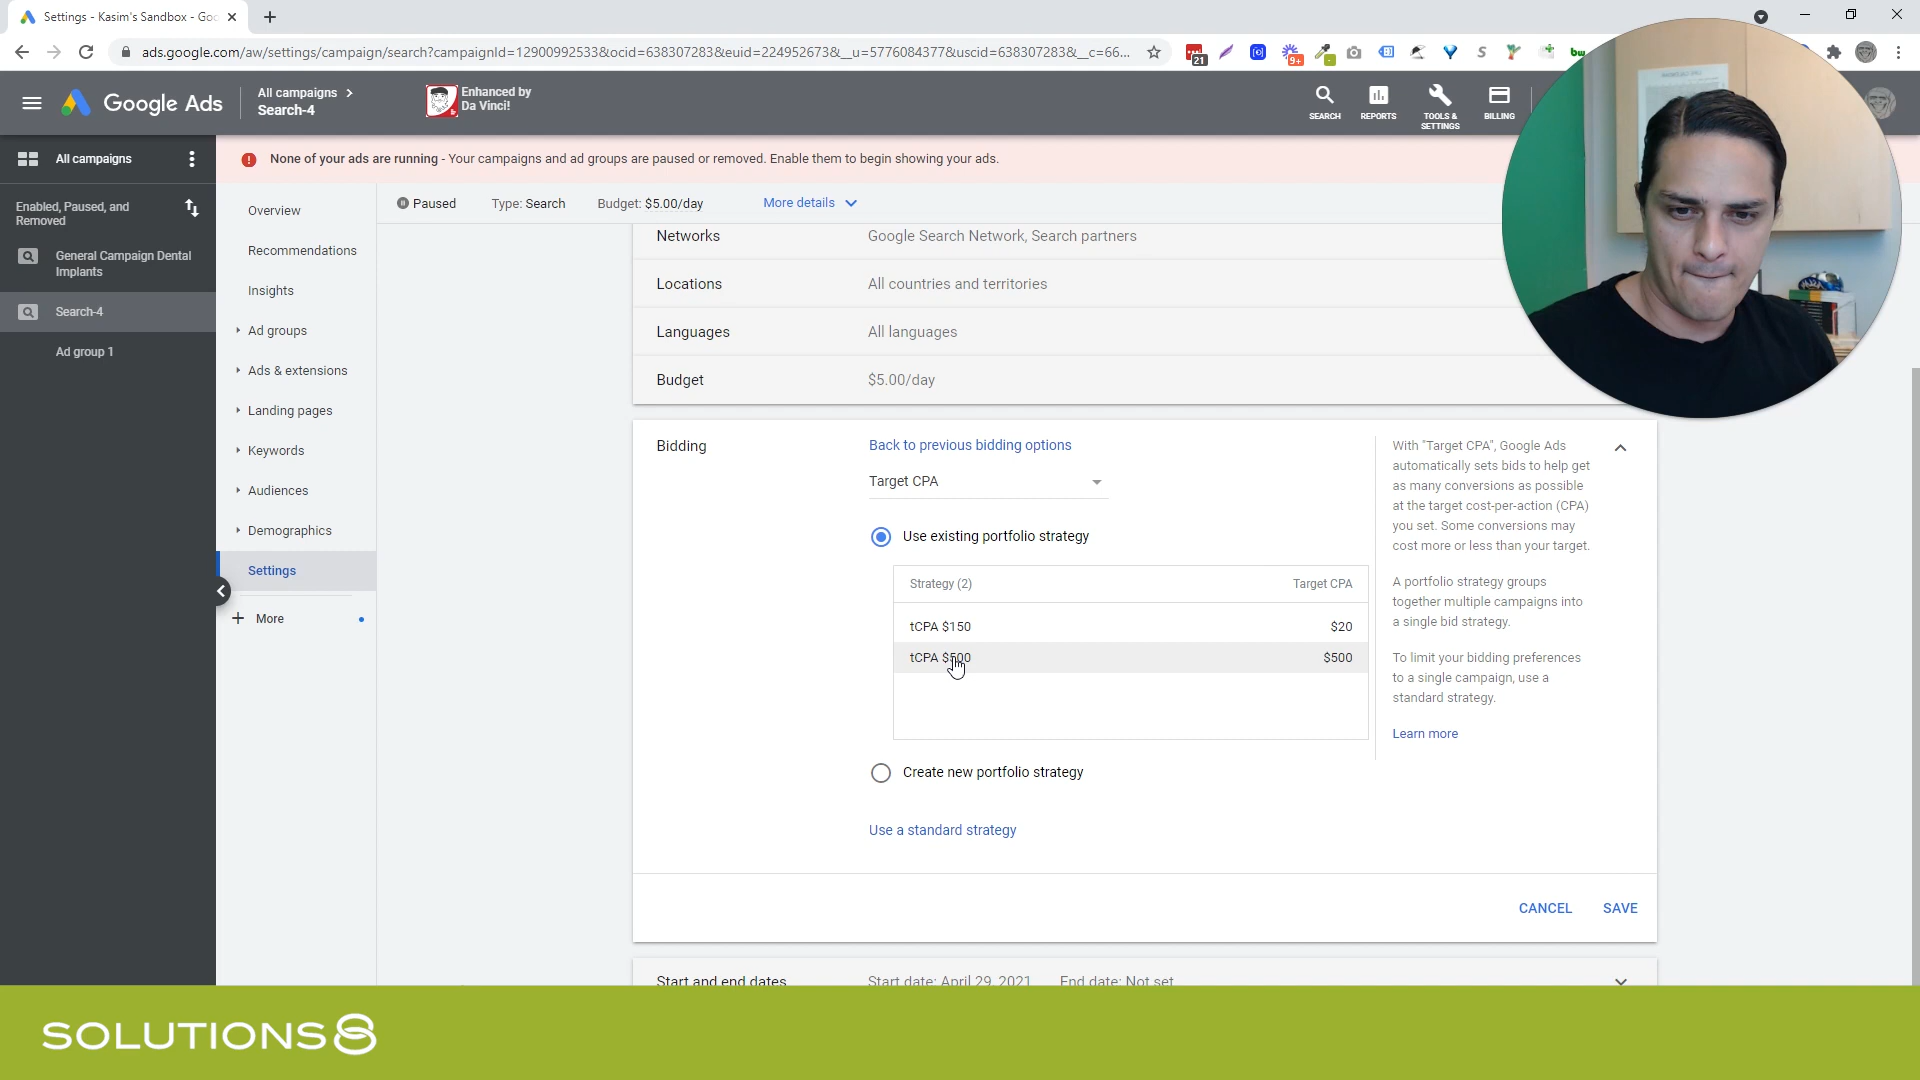 Settings - Kasim's Sandbox - Goo
ads.google.com/aw/settings/campaign/search?campaignId=12900992533&ocid=638307283&euid=224952673&__u=5776084377&uscid=638307283&__c=66...
21
9+
S
bw
Google Ads
All campaigns
Search-4
Enhanced by
Da Vinci!
SEARCH
REPORTS
TOOLS &
SETTINGS
BILLING
All campaigns
None of your ads are running - Your campaigns and ad groups are paused or removed. Enable them to begin showing your ads.
Enabled, Paused, and
Removed
General Campaign Dental
Implants
Search-4
Ad group 1
Overview
Recommendations
Insights
Ad groups
Ads & extensions
Landing pages
Keywords
Audiences
Demographics
Settings
More
Paused
Type: Search
Budget: $5.00/day
More details
Networks
Google Search Network, Search partners
Locations
All countries and territories
Languages
All languages
Budget
$5.00/day
Bidding
Back to previous bidding options
Target CPA
Use existing portfolio strategy
Strategy (2)
Target CPA
tCPA $150
$20
tCPA $500
$500
Create new portfolio strategy
Use a standard strategy
With "Target CPA", Google Ads
automatically sets bids to help get
as many conversions as possible
at the target cost-per-action (CPA)
you set. Some conversions may
cost more or less than your target.
A portfolio strategy groups
together multiple campaigns into
a single bid strategy.
To limit your bidding preferences
to a single campaign, use a
standard strategy.
Learn more
CANCEL
SAVE
Start and end dates
Start date: April 29, 2021
End date: Not set
SOLUTIONS8